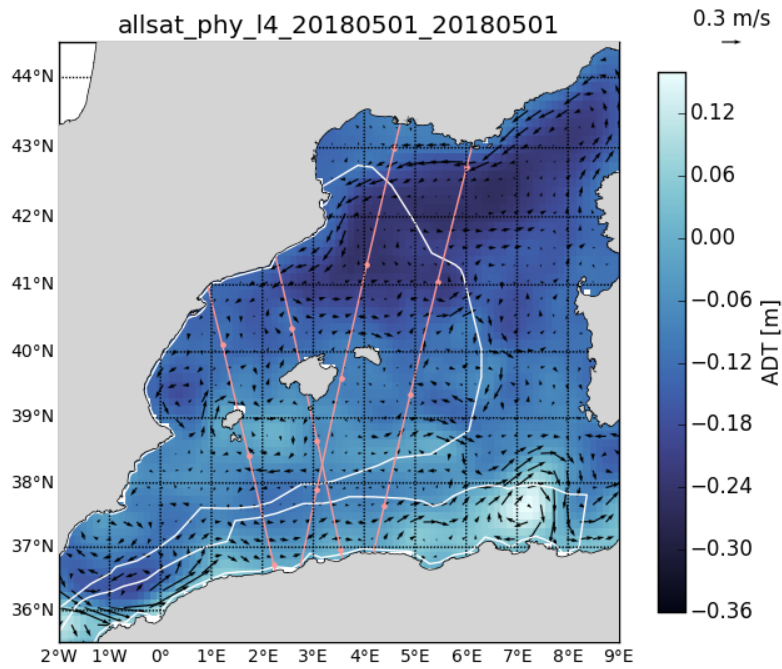 allsat_phy_l4_20180501_20180501
0.3 m/s
44°N
43°N
42°N
41°N
40°N
39°N
38°N
37°N
36°N
2°W 1°W 0° 1°E 2°E 3°E 4°E 5°E 6°E 7°E 8°E 9°E
0.12
0.06
0.00
−0.06
−0.12
−0.18
−0.24
−0.30
−0.36
ADT [m]